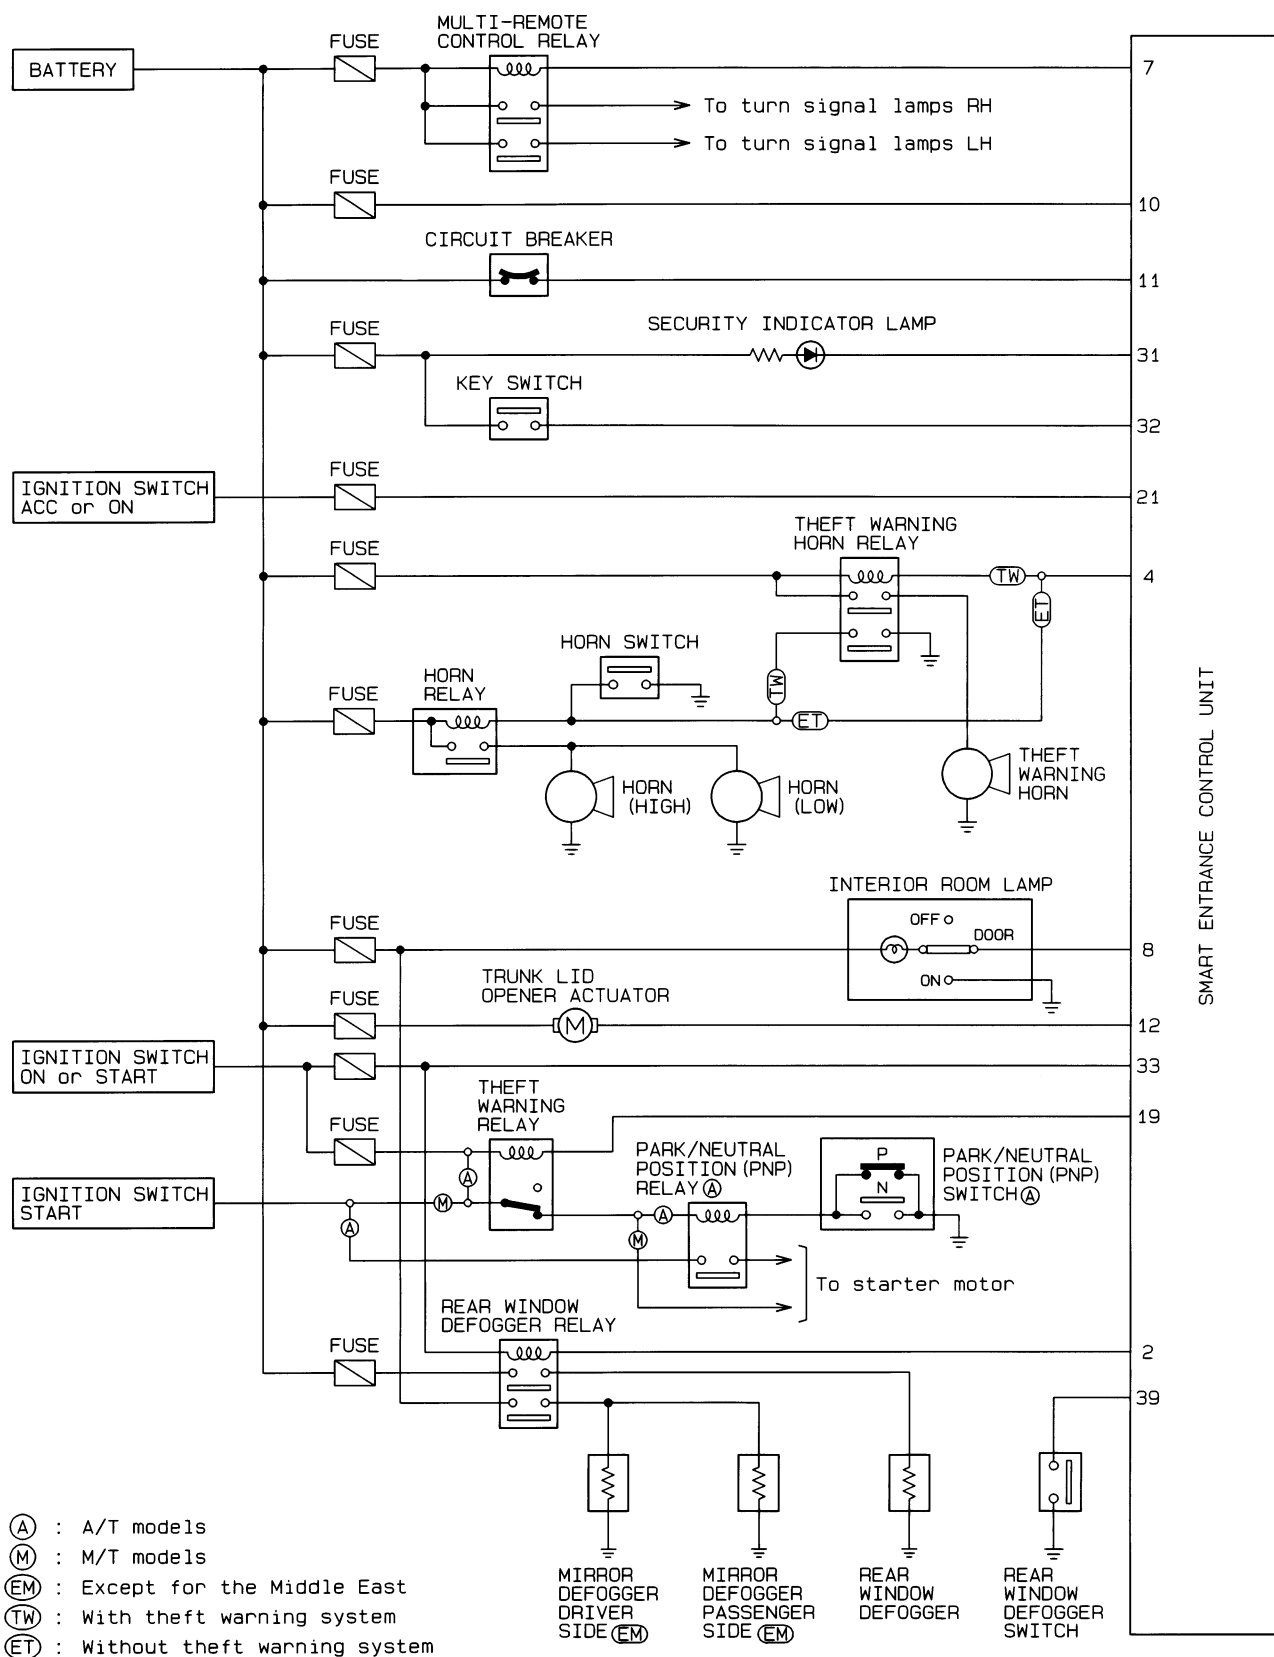 MULTI-REMOTE
CONTROL RELAY
FUSE
BATTERY
7
To turn signal lamps RH
To turn signal lamps LH
FUSE
10
CIRCUIT BREAKER
11
FUSE
SECURITY INDICATOR LAMP
31
KEY SWITCH
32
FUSE
IGNITION SWITCH
ACC or ON
21
FUSE
THEFT WARNING
HORN RELAY
TW
4
ET
HORN SWITCH
TW
HORN
RELAY
FUSE
ET
HORN
(HIGH)
HORN
(LOW)
THEFT
WARNING
HORN
SMART ENTRANCE CONTROL UNIT
INTERIOR ROOM LAMP
OFF
DOOR
ON
FUSE
8
TRUNK LID
OPENER ACTUATOR
FUSE
M
12
IGNITION SWITCH
ON or START
33
THEFT
WARNING
RELAY
19
FUSE
A
PARK/NEUTRAL
POSITION (PNP)
RELAY A
P
N
PARK/NEUTRAL
POSITION (PNP)
SWITCH A
IGNITION SWITCH
START
M
A
A
M
To starter motor
REAR WINDOW
DEFOGGER RELAY
FUSE
2
39
MIRROR
DEFOGGER
DRIVER
SIDE EM
MIRROR
DEFOGGER
PASSENGER
SIDE EM
REAR
WINDOW
DEFOGGER
REAR
WINDOW
DEFOGGER
SWITCH
A : A/T models
M : M/T models
EM : Except for the Middle East
TW : With theft warning system
ET : Without theft warning system